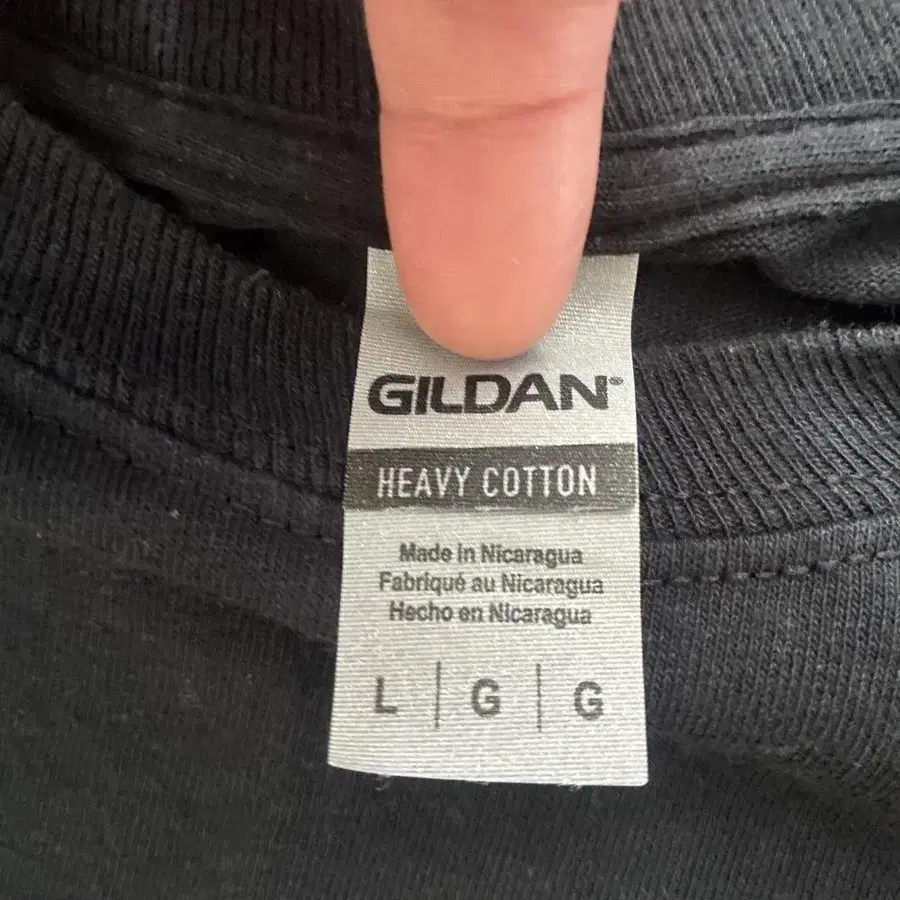 GILDAN®
HEAVY COTTON
Made in Nicaragua
Fabriqué au Nicaragua
Hecho en Nicaragua
L | G | G